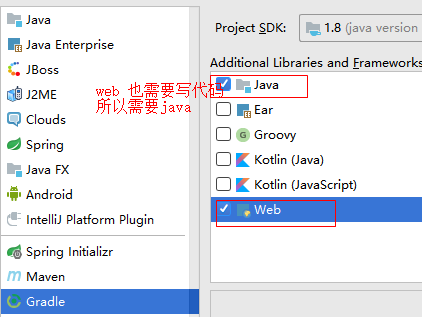 Java
Java Enterprise
JBoss
J2ME
Clouds
Spring
Java FX
Android
IntelliJ Platform Plugin
Spring Initializr
Maven
Gradle
web 也需要写代码
所以需要java
Project SDK: 1.8 (java version
Additional Libraries and Frameworks
Java
Ear
Groovy
Kotlin (Java)
Kotlin (JavaScript)
Web